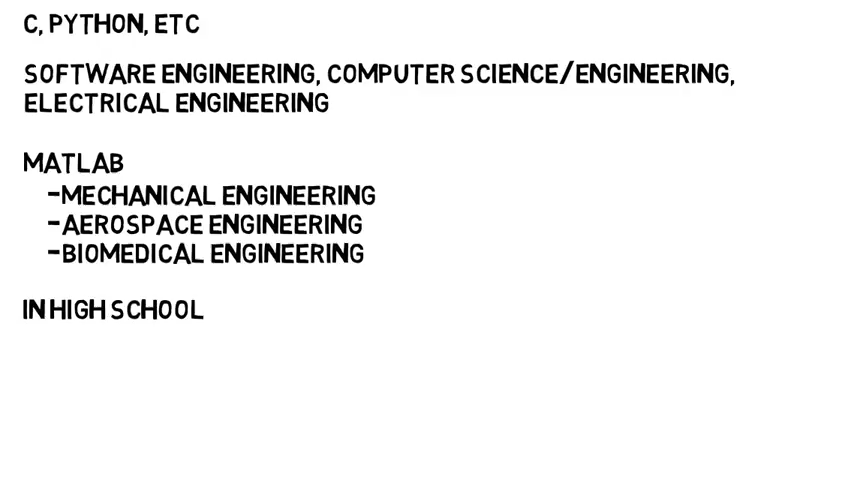 C, PYTHON, ETC
SOFTWARE ENGINEERING, COMPUTER SCIENCE/ENGINEERING,
ELECTRICAL ENGINEERING
MATLAB
-MECHANICAL ENGINEERING
-AEROSPACE ENGINEERING
-BIOMEDICAL ENGINEERING
IN HIGH SCHOOL